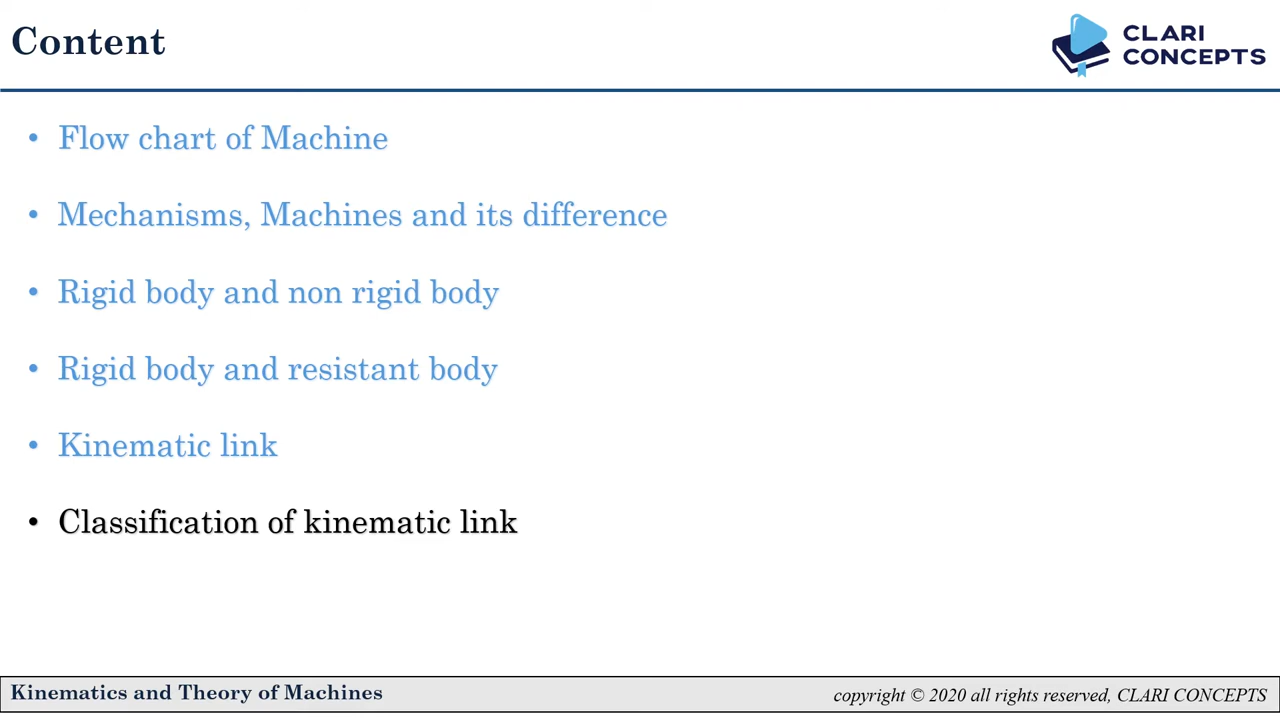 Content
CLARI
CONCEPTS
• Flow chart of Machine
• Mechanisms, Machines and its difference
• Rigid body and non rigid body
• Rigid body and resistant body
• Kinematic link
• Classification of kinematic link
Kinematics and Theory of Machines
copyright © 2020 all rights reserved, CLARI CONCEPTS